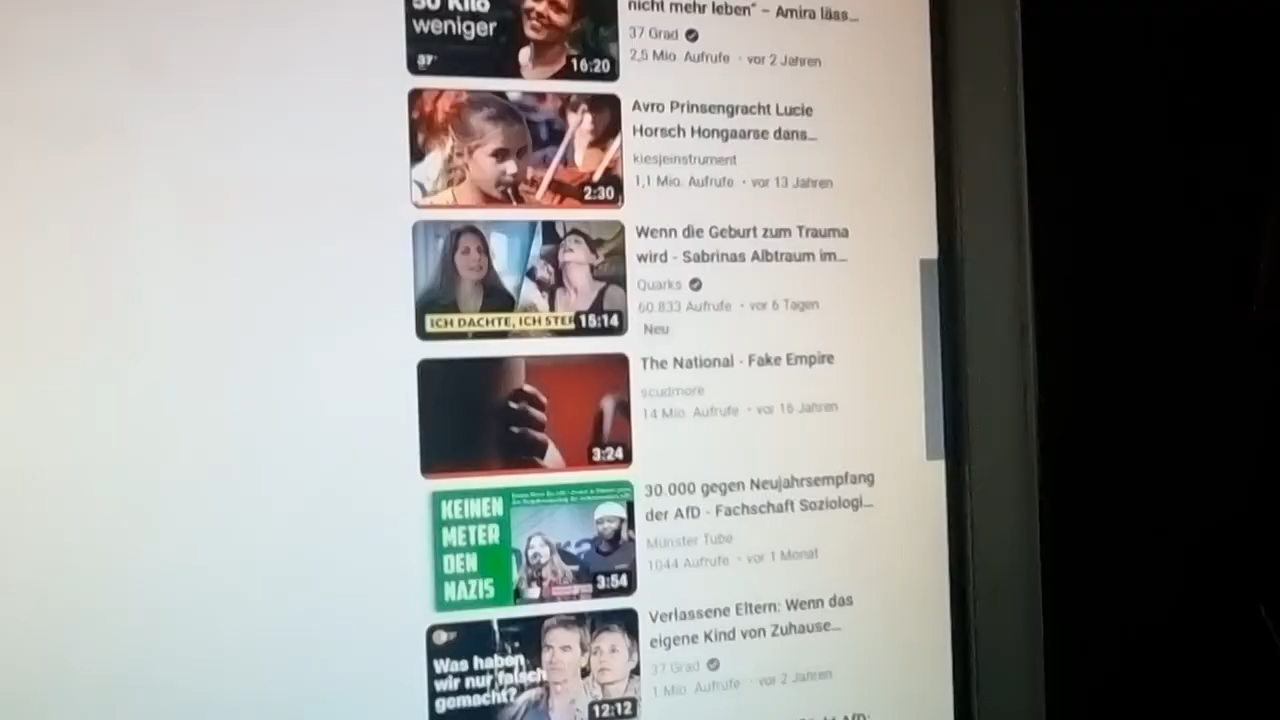 50 Kilo
weniger
37°
16:20
nicht mehr leben“ – Amira läss...
37 Grad
2,5 Mio. Aufrufe • vor 2 Jahren
2:30
Avro Prinsengracht Lucie
Horsch Hongaarse dans...
kiesjeinstrument
1,1 Mio. Aufrufe • vor 13 Jahren
ICH DACHTE, ICH STER
15:14
Wenn die Geburt zum Trauma
wird - Sabrinas Albtraum im...
Quarks
60.833 Aufrufe • vor 6 Tagen
Neu
3:24
The National - Fake Empire
scudmore
14 Mio. Aufrufe • vor 16 Jahren
KEINEN
METER
DEN
NAZIS
3:54
30.000 gegen Neujahrsempfang
der AfD - Fachschaft Soziologi...
Münster Tube
1044 Aufrufe • vor 1 Monat
Was haben
wir nur falsch
gemacht?
12:12
Verlassene Eltern: Wenn das
eigene Kind von Zuhause...
37 Grad
1 Mio. Aufrufe • vor 2 Jahren